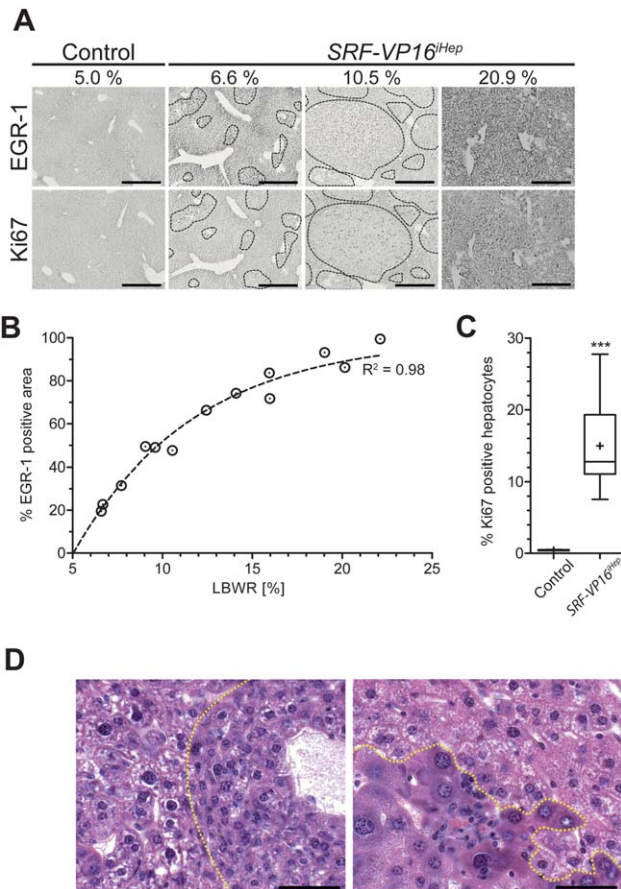 A
Control SRF-VP16iHep
5.0 % 6.6 % 10.5 % 20.9 %
EGR-1
Ki67
B
% EGR-1 positive area
100
80
60
40
20
0
R2 = 0.98
5 10 15 20 25
LBWR [%]
C
% Ki67 positive hepatocytes
30
20
10
0
***
Control
SRF-VP16iHep
D